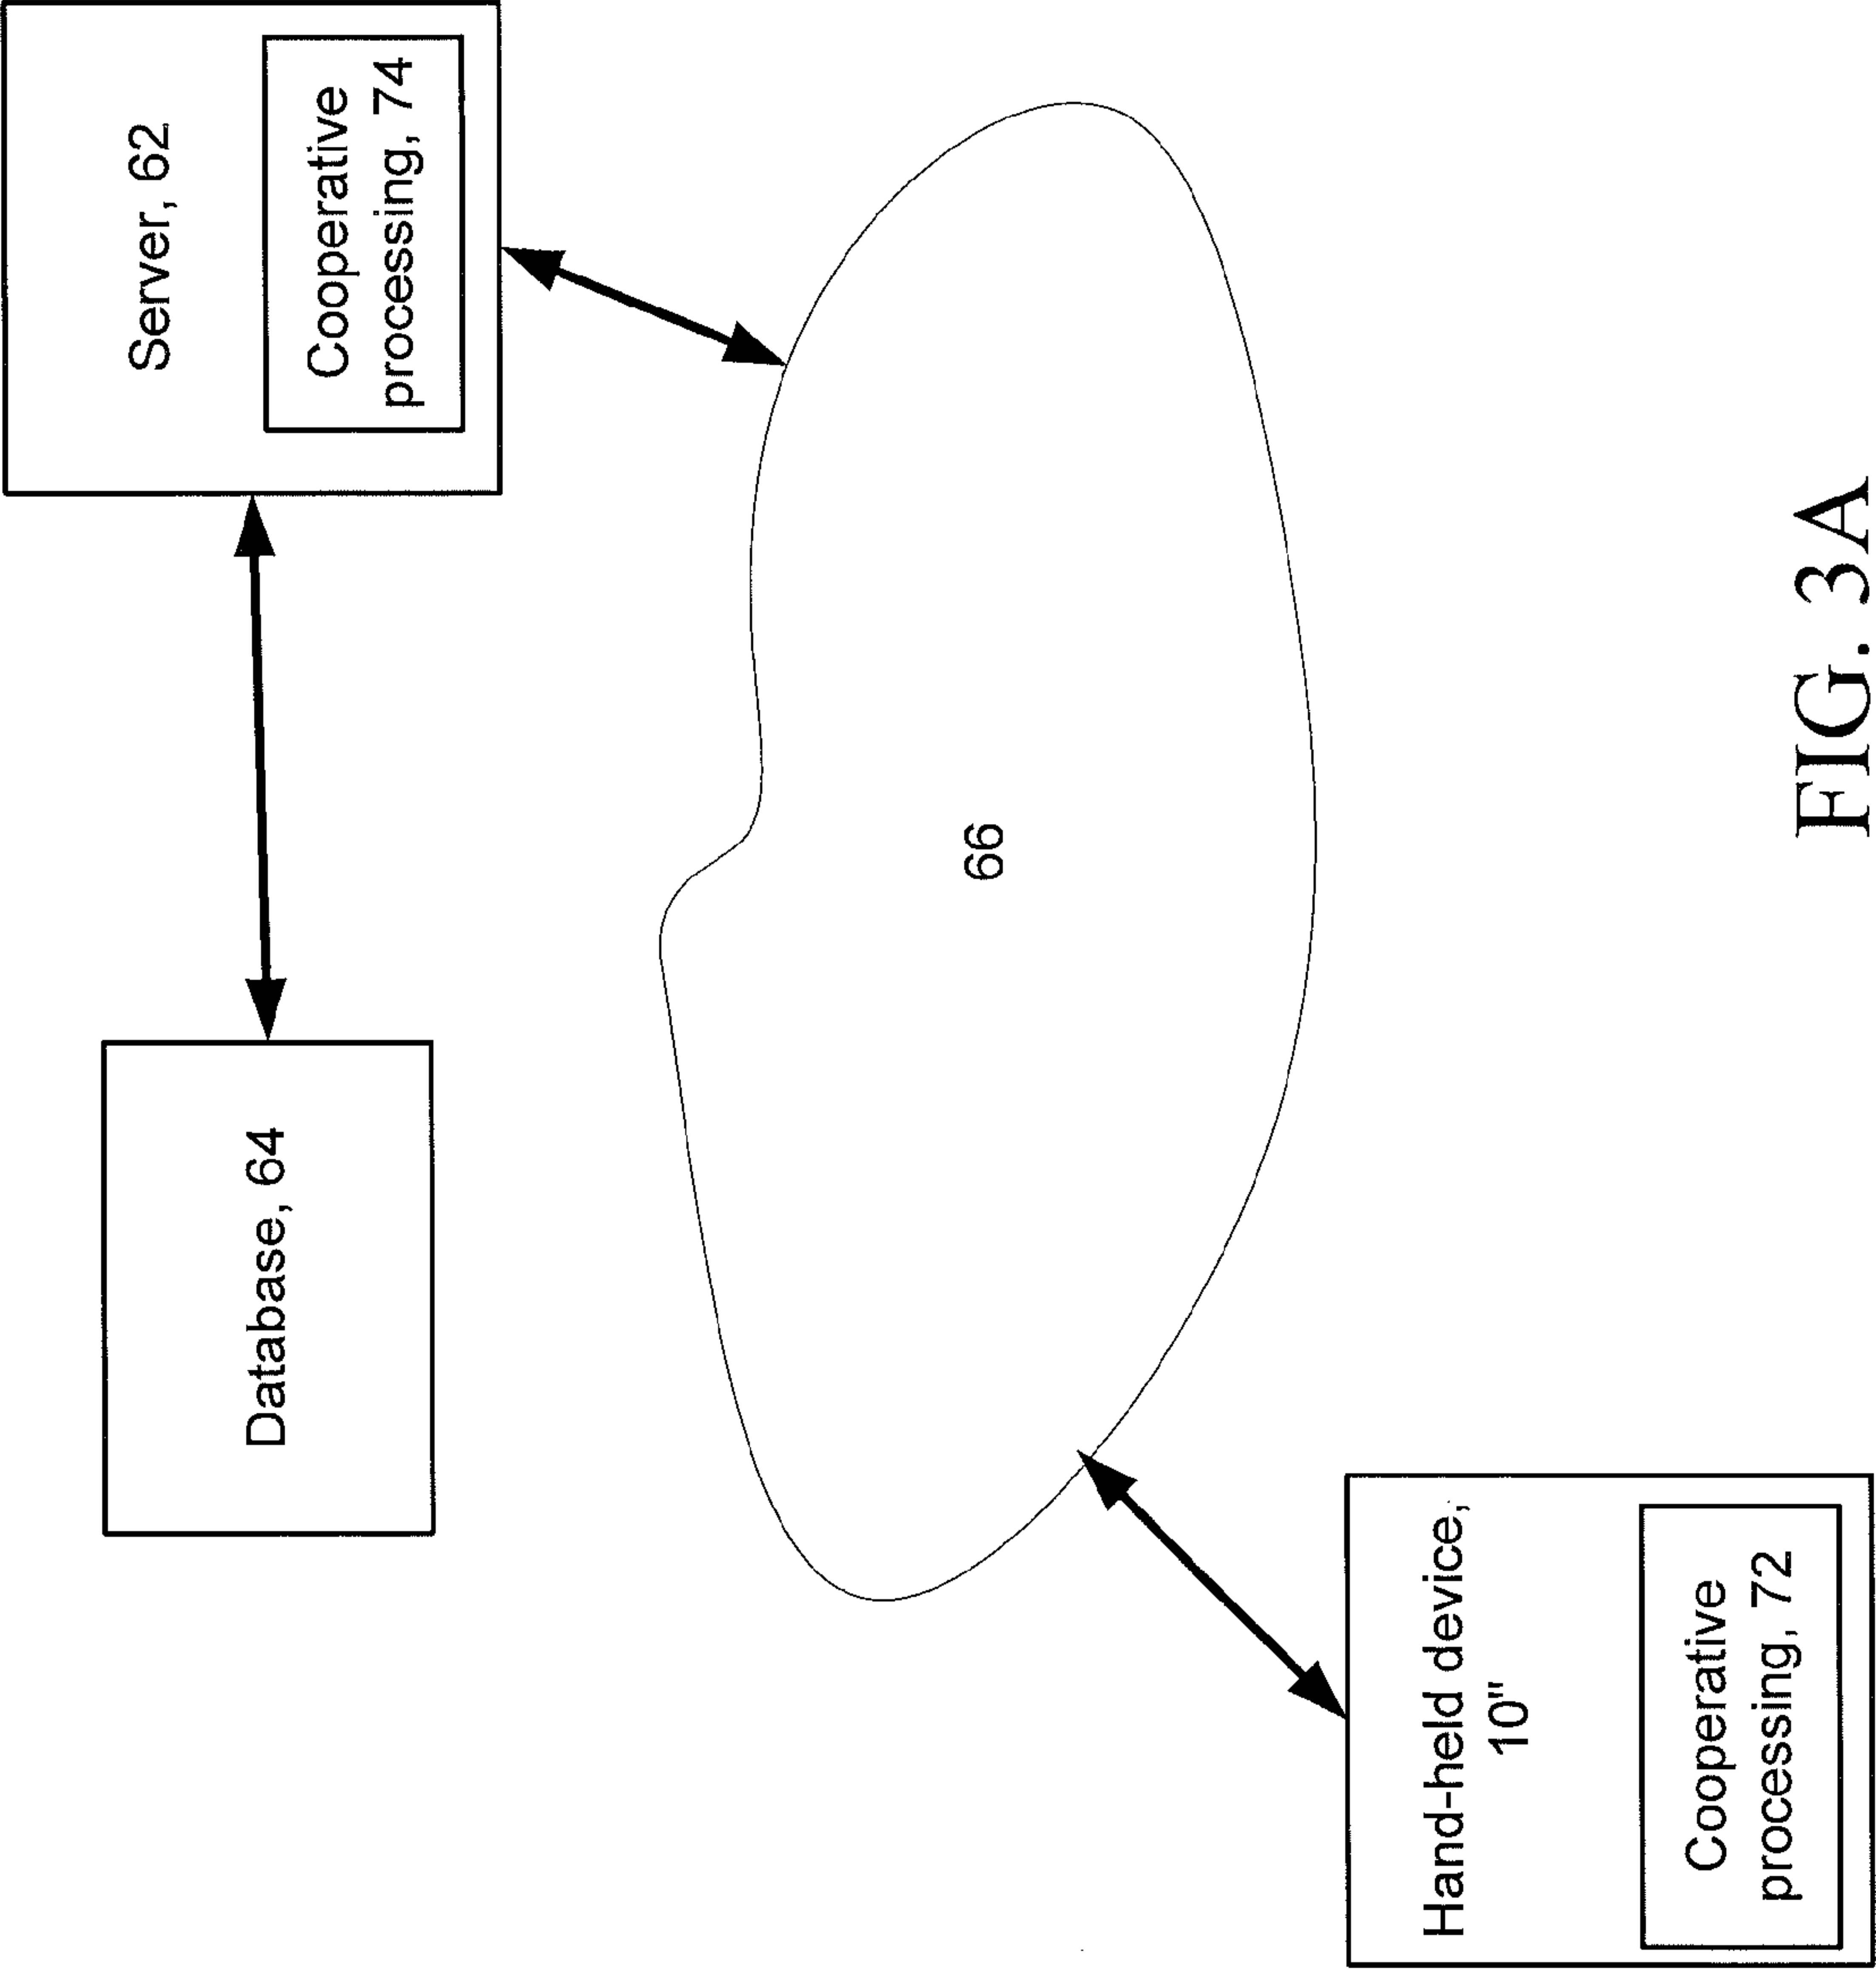 Database, 64
Server, 62
Cooperative
processing, 74
66
Hand-held device,
10"
Cooperative
processing, 72
FIG. 3A